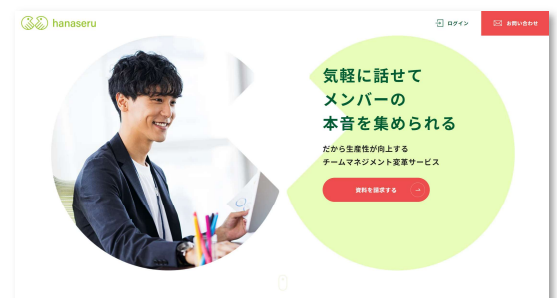 hanaseru
ログイン
お問い合わせ
気軽に話せて
メンバーの
本音を集められる
だから生産性が向上する
チームマネジメント変革サービス
資料を請求する